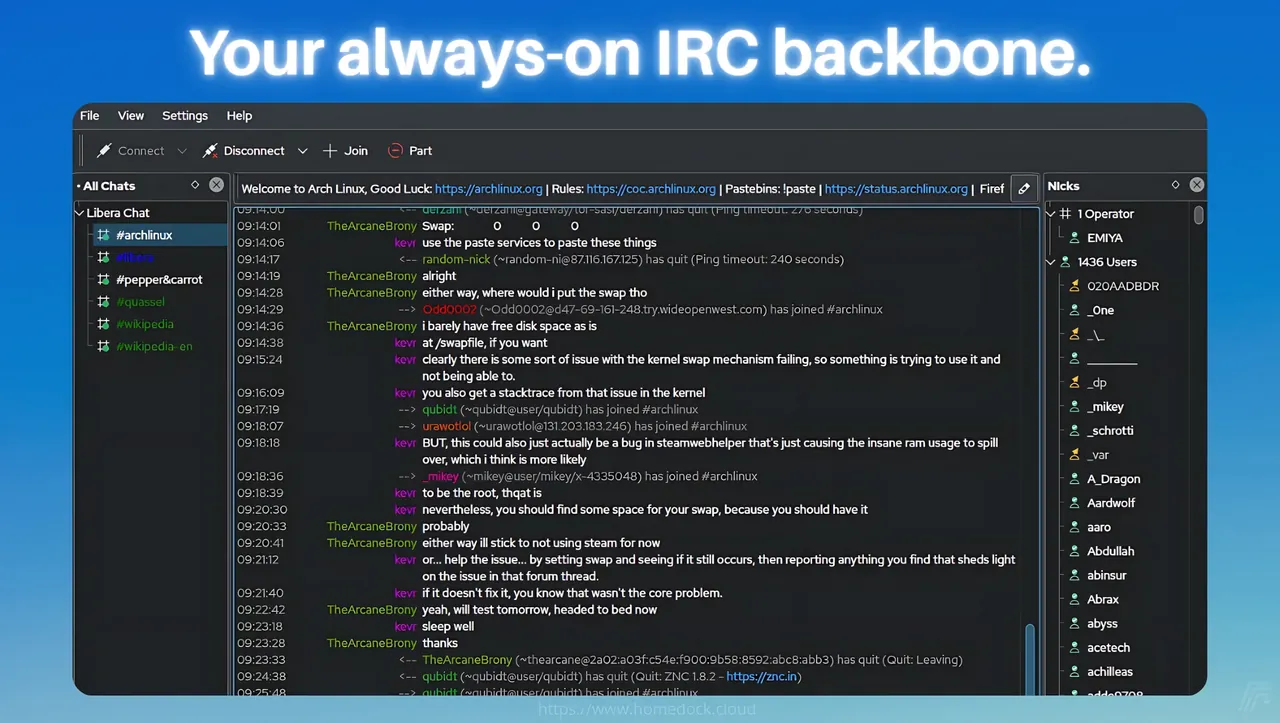 Your always-on IRC backbone.
File View Settings Help
Connect Disconnect Join Part
All Chats
Welcome to Arch Linux, Good Luck: https://archlinux.org | Rules: https://coc.archlinux.org | Pastebins: !paste | https://status.archlinux.org | Firef
Nicks
Libera Chat
#archlinux
#libera
#pepper&carrot
#quassel
#wikipedia
#wikipedia-en
09:14:00 <-- derzahl (~derzahl@gateway/tor-sasl/derzahl) has quit (Ping timeout: 276 seconds)
09:14:01 TheArcaneBrony Swap: 0 0 0
09:14:06 kevr use the paste services to paste these things
09:14:17 <-- random-nick (~random-ni@87.116.167.125) has quit (Ping timeout: 240 seconds)
09:14:19 TheArcaneBrony alright
09:14:28 TheArcaneBrony either way, where would i put the swap tho
09:14:29 --> Odd0002 (~Odd0002@d47-69-161-248.try.wideopenwest.com) has joined #archlinux
09:14:36 TheArcaneBrony i barely have free disk space as is
09:14:38 kevr at /swapfile, if you want
09:15:24 kevr clearly there is some sort of issue with the kernel swap mechanism failing, so something is trying to use it and
not being able to.
09:16:09 kevr you also get a stacktrace from that issue in the kernel
09:17:19 --> qubidt (~qubidt@user/qubidt) has joined #archlinux
09:18:07 --> urawotlol (~urawotlol@131.203.183.246) has joined #archlinux
09:18:18 kevr BUT, this could also just actually be a bug in steamwebhelper that's just causing the insane ram usage to spill
over, which i think is more likely
09:18:36 --> _mikey (~mikey@user/mikey/x-4335048) has joined #archlinux
09:18:39 kevr to be the root, thqat is
09:20:30 kevr nevertheless, you should find some space for your swap, because you should have it
09:20:33 TheArcaneBrony probably
09:20:41 TheArcaneBrony either way ill stick to not using steam for now
09:21:12 kevr or... help the issue... by setting swap and seeing if it still occurs, then reporting anything you find that sheds light
on the issue in that forum thread.
09:21:40 kevr if it doesn't fix it, you know that wasn't the core problem.
09:22:42 TheArcaneBrony yeah, will test tomorrow, headed to bed now
09:23:18 kevr sleep well
09:23:28 TheArcaneBrony thanks
09:23:33 <-- TheArcaneBrony (~thearcane@2a02:a03f:c54e:f900:9b58:8592:abc8:abb3) has quit (Quit: Leaving)
09:24:38 <-- qubidt (~qubidt@user/qubidt) has quit (Quit: ZNC 1.8.2 - https://znc.in)
09:25:48 --> qubidt (~qubidt@user/qubidt) has joined #archlinux
1 Operator
EMIYA
1436 Users
020AADBDR
_0ne
_\_
________
_dp
_mikey
_schrotti
_var
A_Dragon
Aardwolf
aaro
Abdullah
abinsur
Abrax
abyss
acetech
achilleas
adde9708
https://www.homedock.cloud